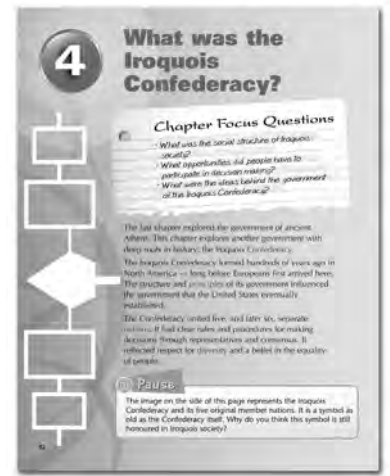 4
What was the
Iroquois
Confederacy?
Chapter Focus Questions
• What was the social structure of Iroquois
society?
• What opportunities did people have to
participate in decision making?
• What were the ideas behind the government
of the Iroquois Confederacy?
The last chapter explored the government of ancient
Athens. This chapter explores another government with
deep roots in history: the Iroquois Confederacy.
The Iroquois Confederacy formed hundreds of years ago in
North America — long before Europeans first arrived here.
The structure and principles of its government influenced
the government that the United States eventually
established.
The Confederacy united five, and later six, separate
nations. It had clear rules and procedures for making
decisions through representatives and consensus. It
reflected respect for diversity and a belief in the equality
of people.
Pause
The image on the side of this page represents the Iroquois
Confederacy and its five original member nations. It is a symbol as
old as the Confederacy itself. Why do you think this symbol is still
honoured in Iroquois society?